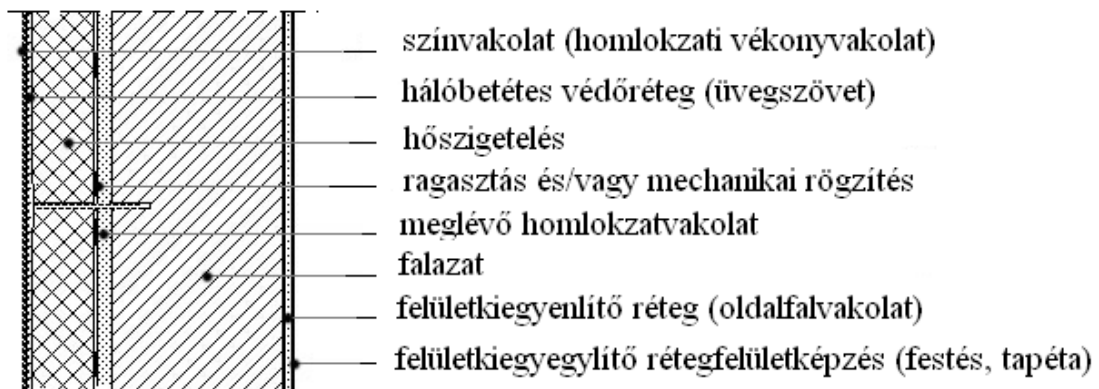 színvakolat (homlokzati vékonyvakolat)
hálóbetétes védőréteg (üvegszövet)
hőszigetelés
ragasztás és/vagy mechanikai rögzítés
meglévő homlokzatvakolat
falazat
felületkiegyenlítő réteg (oldalfalvakolat)
felületkiegyegylítő rétegfelületképzés (festés, tapéta)